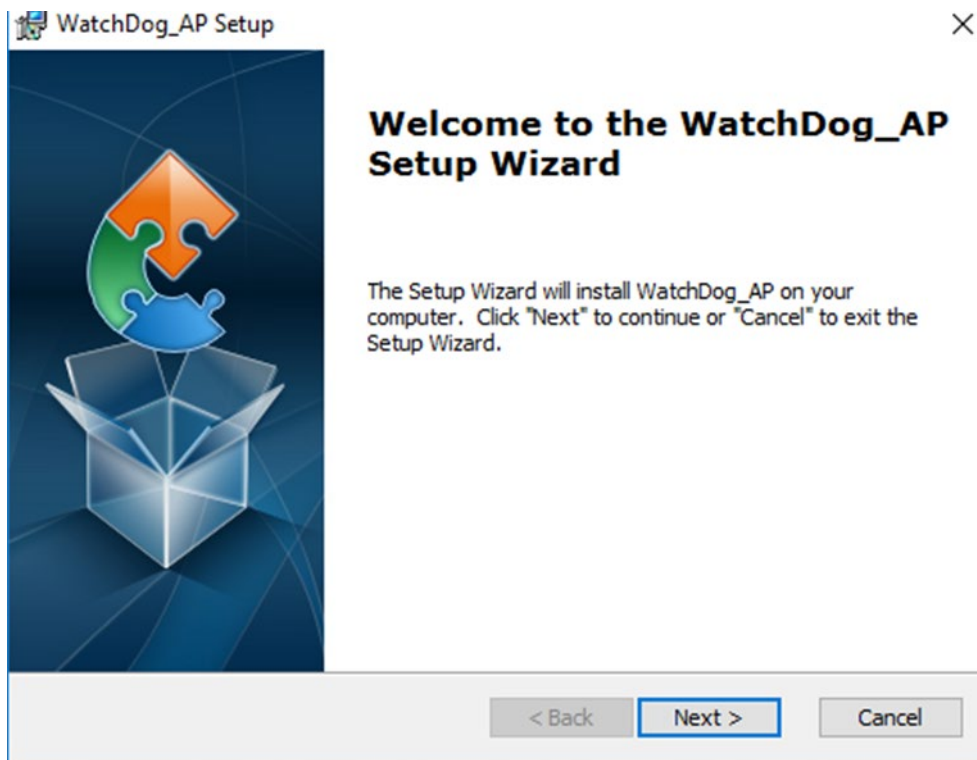 WatchDog_AP Setup
Welcome to the WatchDog_AP
Setup Wizard
The Setup Wizard will install WatchDog_AP on your
computer. Click "Next" to continue or "Cancel" to exit the
Setup Wizard.
< Back Next > Cancel